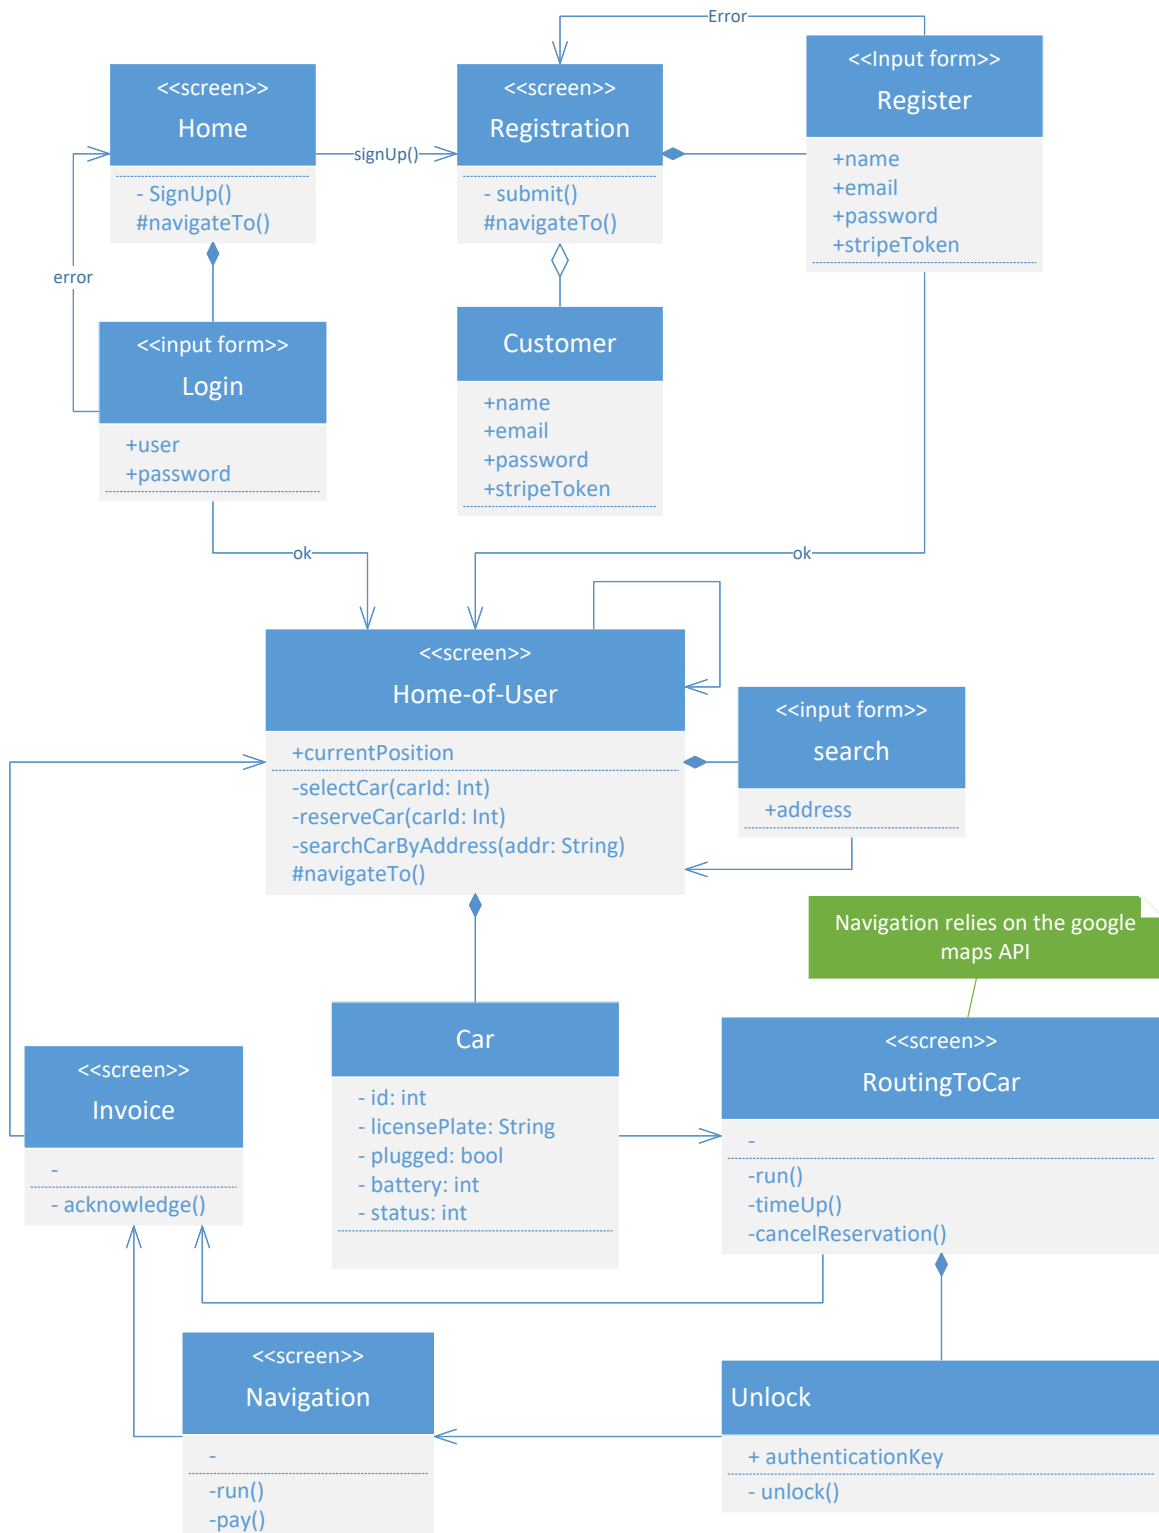 Error
<<screen>>
Home
- SignUp()
#navigateTo()
signUp()
<<screen>>
Registration
- submit()
#navigateTo()
<<Input form>>
Register
+name
+email
+password
+stripeToken
error
<<input form>>
Login
+user
+password
Customer
+name
+email
+password
+stripeToken
ok
ok
<<screen>>
Home-of-User
+currentPosition
-selectCar(carId: Int)
-reserveCar(carId: Int)
-searchCarByAddress(addr: String)
#navigateTo()
<<input form>>
search
+address
Navigation relies on the google
maps API
Car
- id: int
- licensePlate: String
- plugged: bool
- battery: int
- status: int
<<screen>>
RoutingToCar
-
-run()
-timeUp()
-cancelReservation()
<<screen>>
Invoice
-
- acknowledge()
<<screen>>
Navigation
-
-run()
-pay()
Unlock
+ authenticationKey
- unlock()